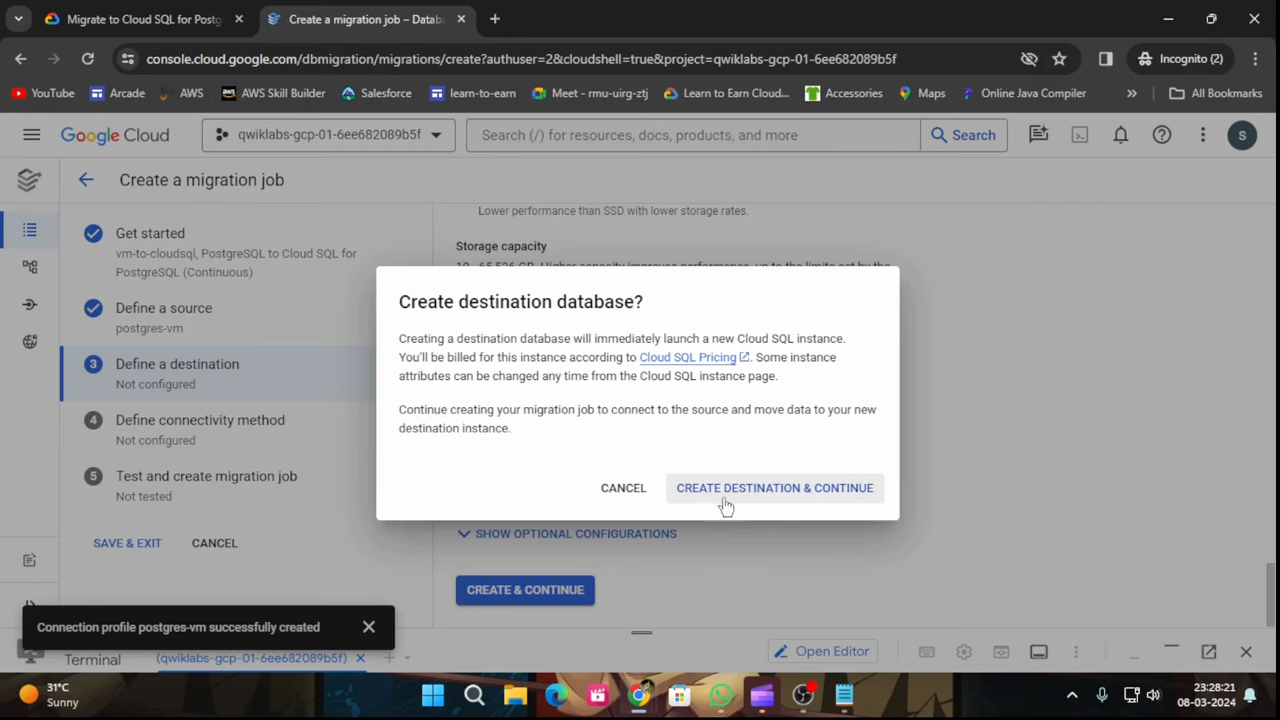 Migrate to Cloud SQL for Postg
Create a migration job – Datab
console.cloud.google.com/dbmigration/migrations/create?authuser=2&cloudshell=true&project=qwiklabs-gcp-01-6ee682089b5f
Incognito (2)
YouTube
Arcade
AWS
AWS Skill Builder
Salesforce
learn-to-earn
Meet - rmu-uirg-ztj
Learn to Earn Cloud...
Accessories
Maps
Online Java Compiler
All Bookmarks
Google Cloud
qwiklabs-gcp-01-6ee682089b5f
Search (/) for resources, docs, products, and more
Search
S
Create a migration job
Get started
vm-to-cloudsql, PostgreSQL to Cloud SQL for
PostgreSQL (Continuous)
Define a source
postgres-vm
3 Define a destination
Not configured
4 Define connectivity method
Not configured
5 Test and create migration job
Not tested
SAVE & EXIT
CANCEL
Lower performance than SSD with lower storage rates.
Storage capacity
Create destination database?
Creating a destination database will immediately launch a new Cloud SQL instance.
You'll be billed for this instance according to Cloud SQL Pricing. Some instance
attributes can be changed any time from the Cloud SQL instance page.
Continue creating your migration job to connect to the source and move data to your new
destination instance.
CANCEL
CREATE DESTINATION & CONTINUE
SHOW OPTIONAL CONFIGURATIONS
CREATE & CONTINUE
Connection profile postgres-vm successfully created
Terminal
(qwiklabs-gcp-01-6ee682089b5f)
Open Editor
31°C
Sunny
23:28:21
08-03-2024